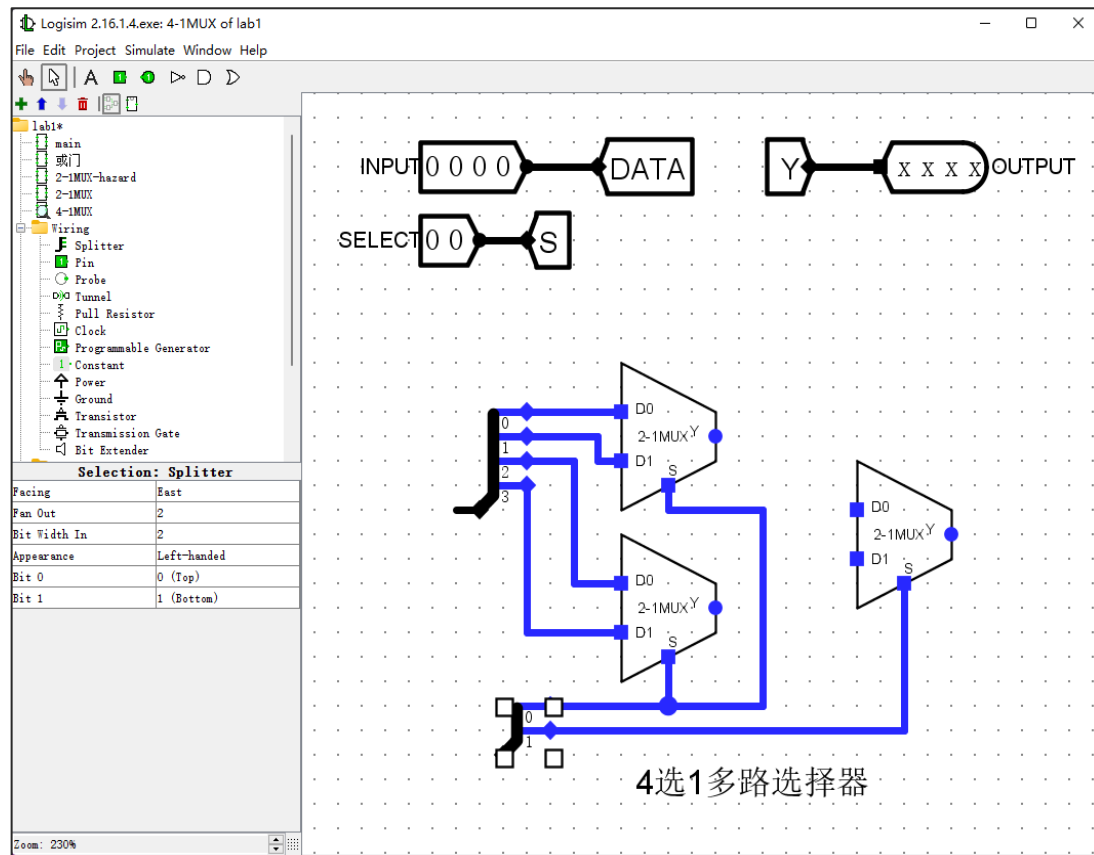 Logisim 2.16.1.4.exe: 4-1MUX of lab1
File Edit Project Simulate Window Help
A
lab1*
main
或门
2-1MUX-hazard
2-1MUX
4-1MUX
Wiring
Splitter
Pin
Probe
Tunnel
Pull Resistor
Clock
Programmable Generator
Constant
Power
Ground
Transistor
Transmission Gate
Bit Extender
Selection: Splitter
Facing East
Fan Out 2
Bit Width In 2
Appearance Left-handed
Bit 0 0 (Top)
Bit 1 1 (Bottom)
Zoom: 230%
INPUT 0 0 0 0 DATA
Y x x x x OUTPUT
SELECT 0 0 S
0
1
2
3
D0
2-1MUX Y
D1
S
D0
2-1MUX Y
D1
S
D0
2-1MUX Y
D1
S
0
1
4选1多路选择器